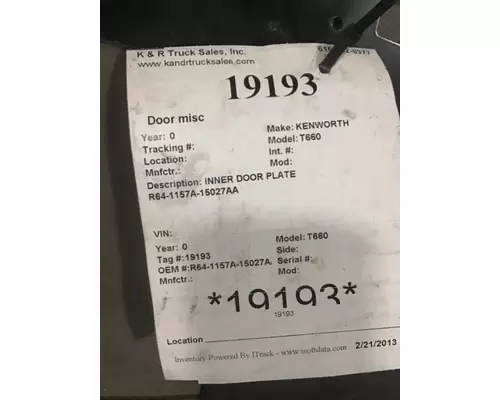 K & R Truck Sales, Inc.
www.kandrtrucksales.com
19193
Door misc
Year: 0 Make: KENWORTH
Tracking #: Model: T660
Location: Int. #:
Mnfctr.: Mod:
Description: INNER DOOR PLATE
R64-1157A-15027AA
VIN:
Year: 0 Model: T660
Tag #:19193 Side:
OEM #:R64-1157A-15027A, Serial #:
Mnfctr.: Mod:
*19193*
19193
Location
Inventory Powered By ITrack - www.isoftdata.com 2/21/2013